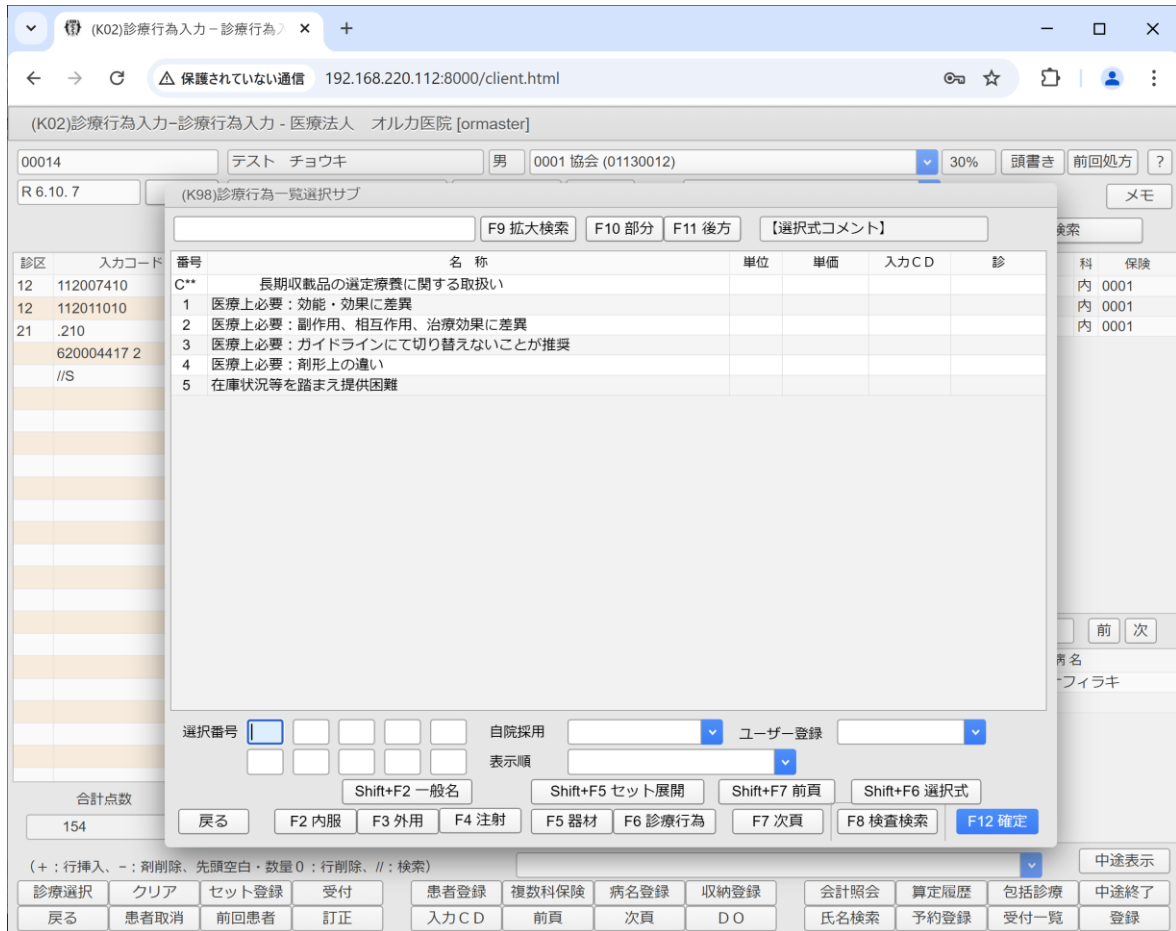 (K02)診療行為入力－診療行為入
保護されていない通信 192.168.220.112:8000/client.html
(K02)診療行為入力−診療行為入力 - 医療法人　オルカ医院 [ormaster]
00014 テスト　チョウキ 男 0001 協会 (01130012) 30% 頭書き 前回処方 ?
R 6.10. 7 メモ
(K98)診療行為一覧選択サブ
F9 拡大検索 F10 部分 F11 後方 【選択式コメント】 検索
診区 入力コード 番号 名　称 単位 単価 入力ＣＤ 診 科 保険
12 112007410 C** 長期収載品の選定療養に関する取扱い 内 0001
12 112011010 1 医療上必要：効能・効果に差異 内 0001
21 .210 2 医療上必要：副作用、相互作用、治療効果に差異 内 0001
620004417 2 3 医療上必要：ガイドラインにて切り替えないことが推奨
//S 4 医療上必要：剤形上の違い
5 在庫状況等を踏まえ提供困難
前 次
病名
フィラキ
選択番号 自院採用 ユーザー登録
表示順
Shift+F2 一般名 Shift+F5 セット展開 Shift+F7 前頁 Shift+F6 選択式
合計点数
154 戻る F2 内服 F3 外用 F4 注射 F5 器材 F6 診療行為 F7 次頁 F8 検査検索 F12 確定
(＋：行挿入、−：剤削除、先頭空白・数量０：行削除、//：検索) 中途表示
診療選択 クリア セット登録 受付 患者登録 複数科保険 病名登録 収納登録 会計照会 算定履歴 包括診療 中途終了
戻る 患者取消 前回患者 訂正 入力ＣＤ 前頁 次頁 ＤＯ 氏名検索 予約登録 受付一覧 登録